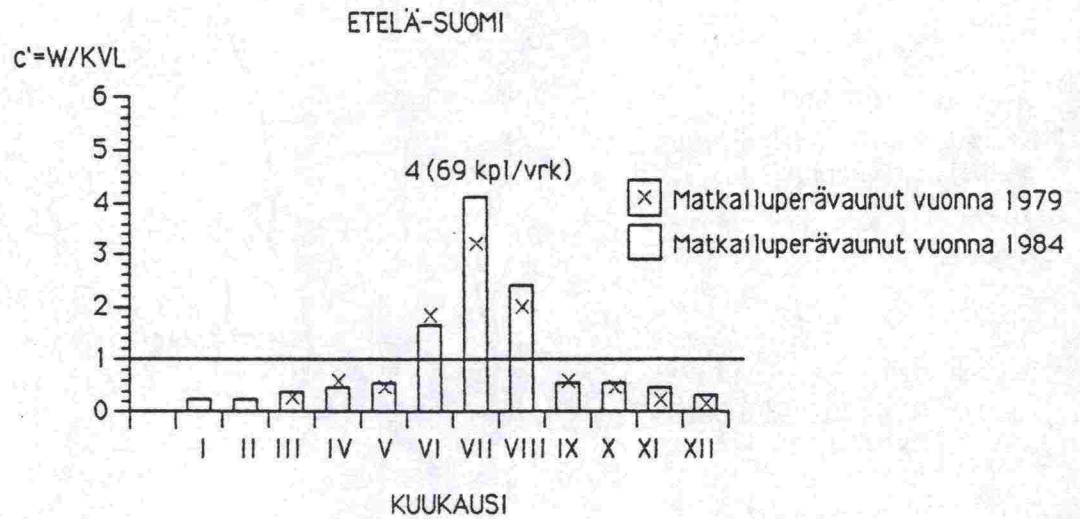 ETELÄ-SUOMI
c'=W/KVL
6
5
4
3
2
1
0
4 (69 kpl/vrk)
Matkailuperävaunut vuonna 1979
Matkailuperävaunut vuonna 1984
I II III IV V VI VII VIII IX X XI XII
KUUKAUSI